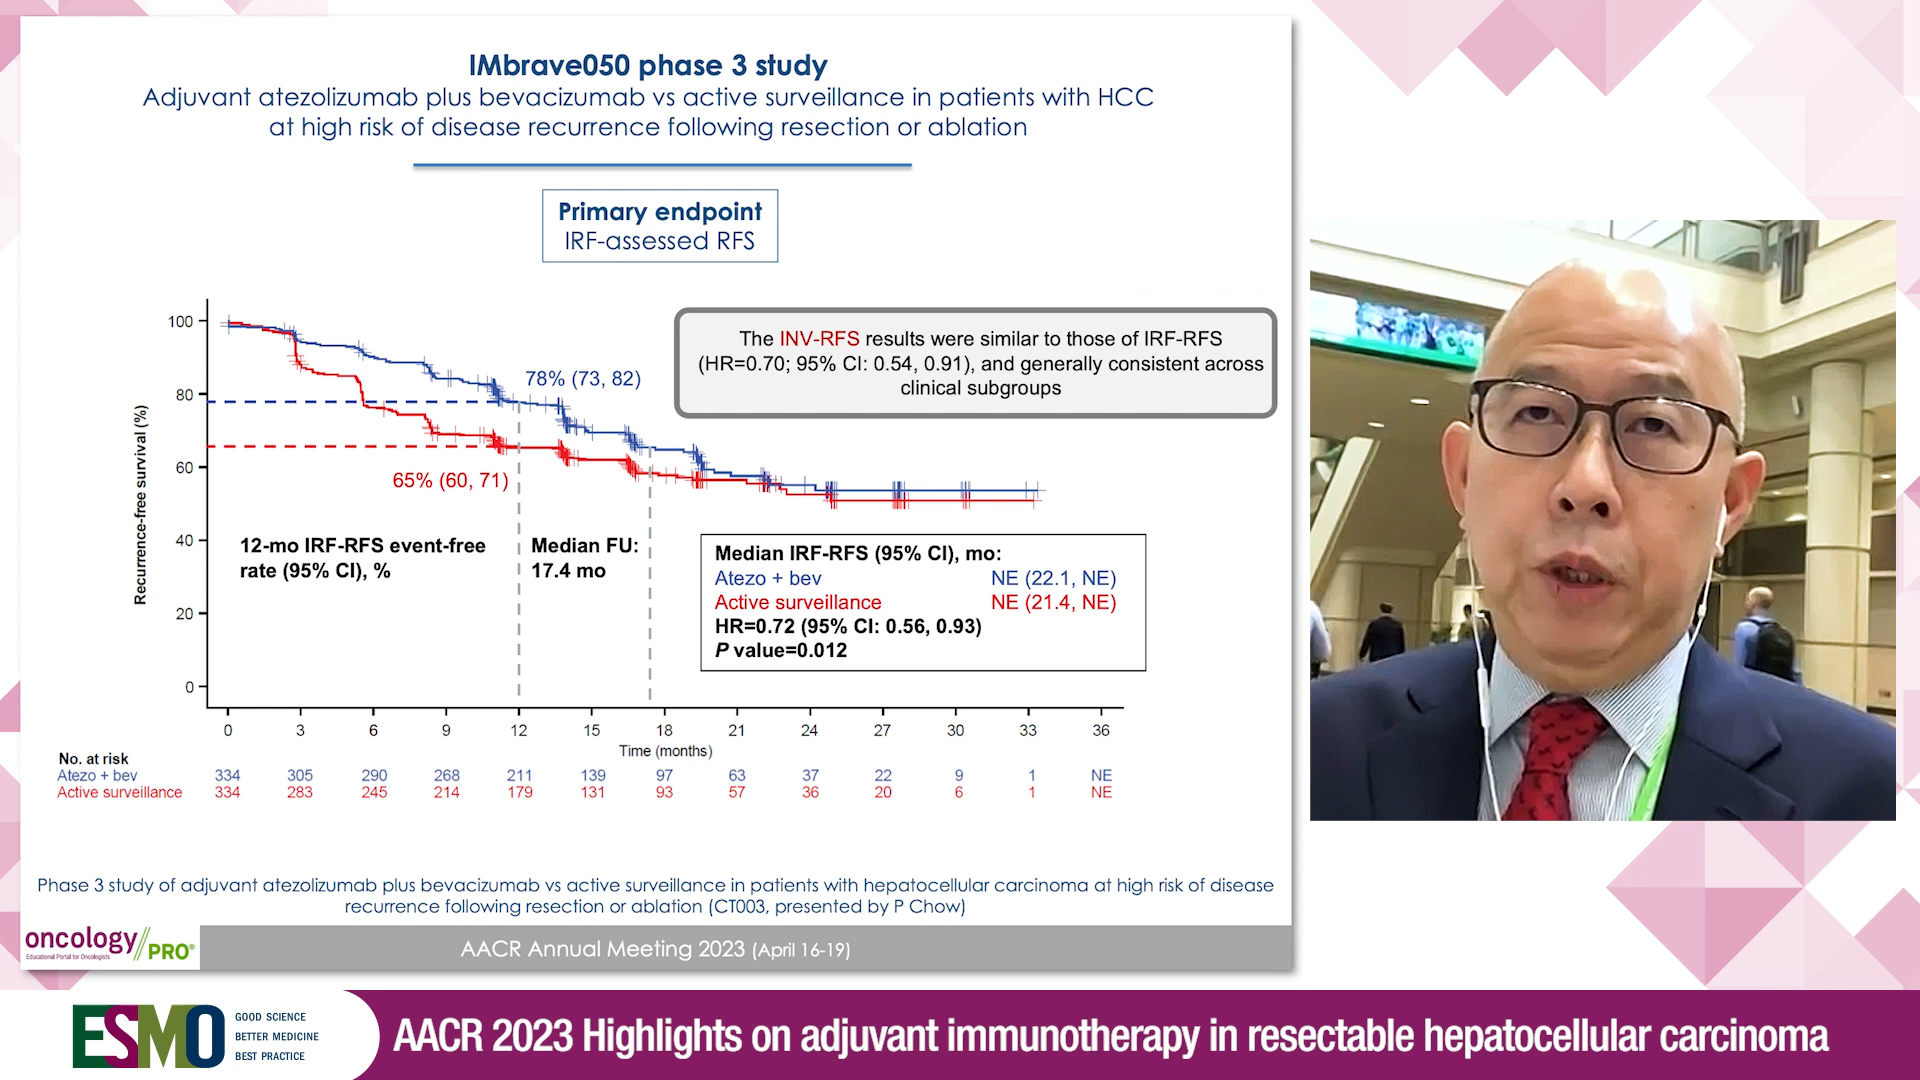 IMbrave050 phase 3 study
Adjuvant atezolizumab plus bevacizumab vs active surveillance in patients with HCC
at high risk of disease recurrence following resection or ablation
Primary endpoint
IRF-assessed RFS
The INV-RFS results were similar to those of IRF-RFS
(HR=0.70; 95% CI: 0.54, 0.91), and generally consistent across
clinical subgroups
Recurrence-free survival (%)
100
80
60
40
20
0
78% (73, 82)
65% (60, 71)
12-mo IRF-RFS event-free
rate (95% CI), %
Median FU:
17.4 mo
Median IRF-RFS (95% CI), mo:
Atezo + bev NE (22.1, NE)
Active surveillance NE (21.4, NE)
HR=0.72 (95% CI: 0.56, 0.93)
P value=0.012
0 3 6 9 12 15 18 21 24 27 30 33 36
Time (months)
No. at risk
Atezo + bev 334 305 290 268 211 139 97 63 37 22 9 1 NE
Active surveillance 334 283 245 214 179 131 93 57 36 20 6 1 NE
Phase 3 study of adjuvant atezolizumab plus bevacizumab vs active surveillance in patients with hepatocellular carcinoma at high risk of disease
recurrence following resection or ablation (CT003, presented by P Chow)
oncology//PRO®
Educational Portal for Oncologists
AACR Annual Meeting 2023 (April 16-19)
ESMO
GOOD SCIENCE
BETTER MEDICINE
BEST PRACTICE
AACR 2023 Highlights on adjuvant immunotherapy in resectable hepatocellular carcinoma